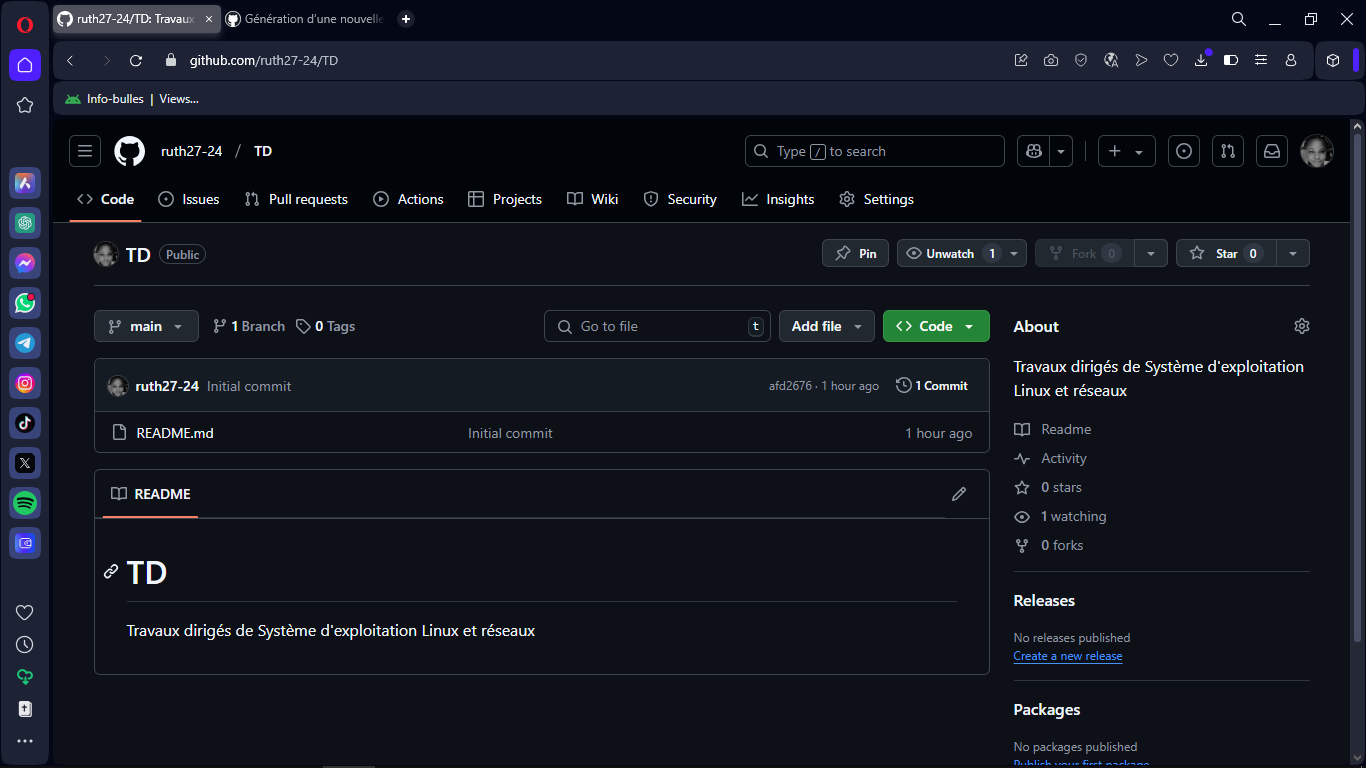 ruth27-24/TD: Travaux
Génération d'une nouvelle
github.com/ruth27-24/TD
Info-bulles | Views...
ruth27-24 / TD
Type / to search
Code Issues Pull requests Actions Projects Wiki Security Insights Settings
TD Public
Pin Unwatch 1 Fork 0 Star 0
main 1 Branch 0 Tags
Go to file t Add file Code
ruth27-24 Initial commit afd2676 · 1 hour ago 1 Commit
README.md Initial commit 1 hour ago
README
TD
Travaux dirigés de Système d'exploitation Linux et réseaux
About
Travaux dirigés de Système d'exploitation
Linux et réseaux
Readme
Activity
0 stars
1 watching
0 forks
Releases
No releases published
Create a new release
Packages
No packages published
Publish your first package